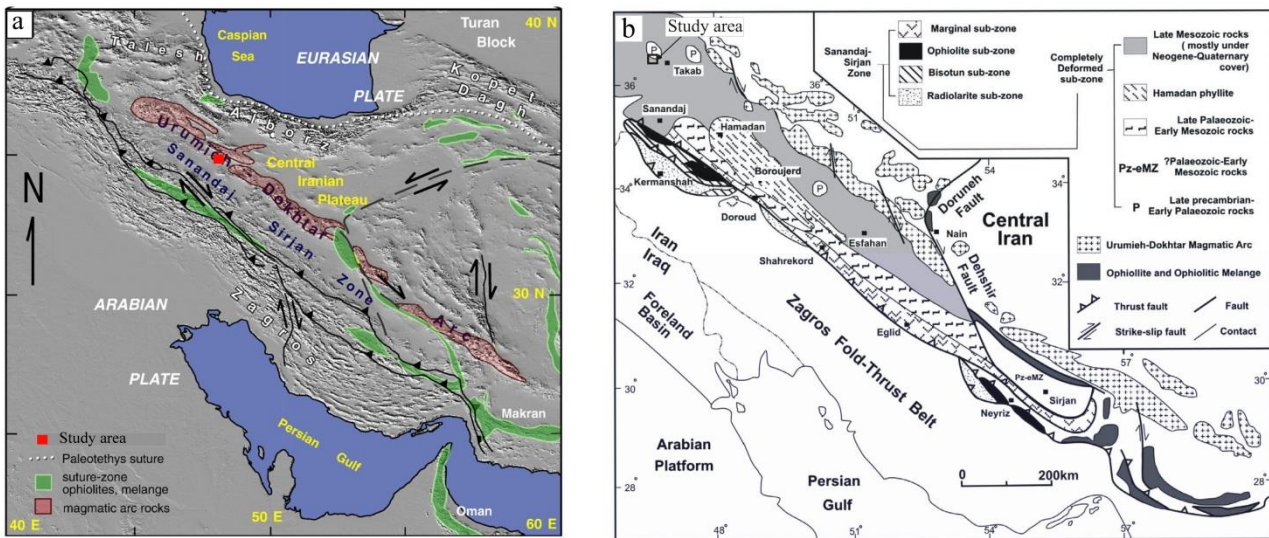 a
40 N
Turan
Block
Caspian
Sea
EURASIAN
PLATE
Talesh
Alborz
Kopet
Dagh
Urumieh - Dokhtar
Arc
Sanandaj
Sirjan
Zone
Central
Iranian
Plateau
N
30 N
ARABIAN
PLATE
Zagros
Persian
Gulf
Makran
Oman
Study area
Paleotethys suture
suture-zone
ophiolites, melange
magmatic arc rocks
40 E
50 E
60 E
b
Study area
P
P
P
Takab
36
Sanandaj
Hamadan
Kermanshah
Boroujerd
34
Doroud
P
Esfahan
Shahrekord
Iran
Iraq
32
Foreland
Basin
Zagros Fold-Thrust Belt
Eglid
30
Neyriz
Pz-eMZ
Sirjan
Arabian
Platform
Persian
Gulf
28
0 200km
48
51
54
57
36
51
54
34
Doruneh
Fault
Central
Iran
Nain
Dehshir
Fault
32
57
Sanandaj-
Sirjan
Zone
Marginal sub-zone
Ophiolite sub-zone
Bisotun sub-zone
Radiolarite sub-zone
Completely
Deformed
sub-zone
Late Mesozoic rocks
( mostly under
Neogene-Quaternary
cover)
Hamadan phyllite
Late Palaeozoic-
Early Mesozoic rocks
Pz-eMZ ?Palaeozoic-Early
Mesozoic rocks
P Late precambrian-
Early Palaeozoic rocks
Urumieh-Dokhtar Magmatic Arc
Ophiollite and Ophiolitic Melange
Thrust fault
Fault
Strike-slip fault
Contact